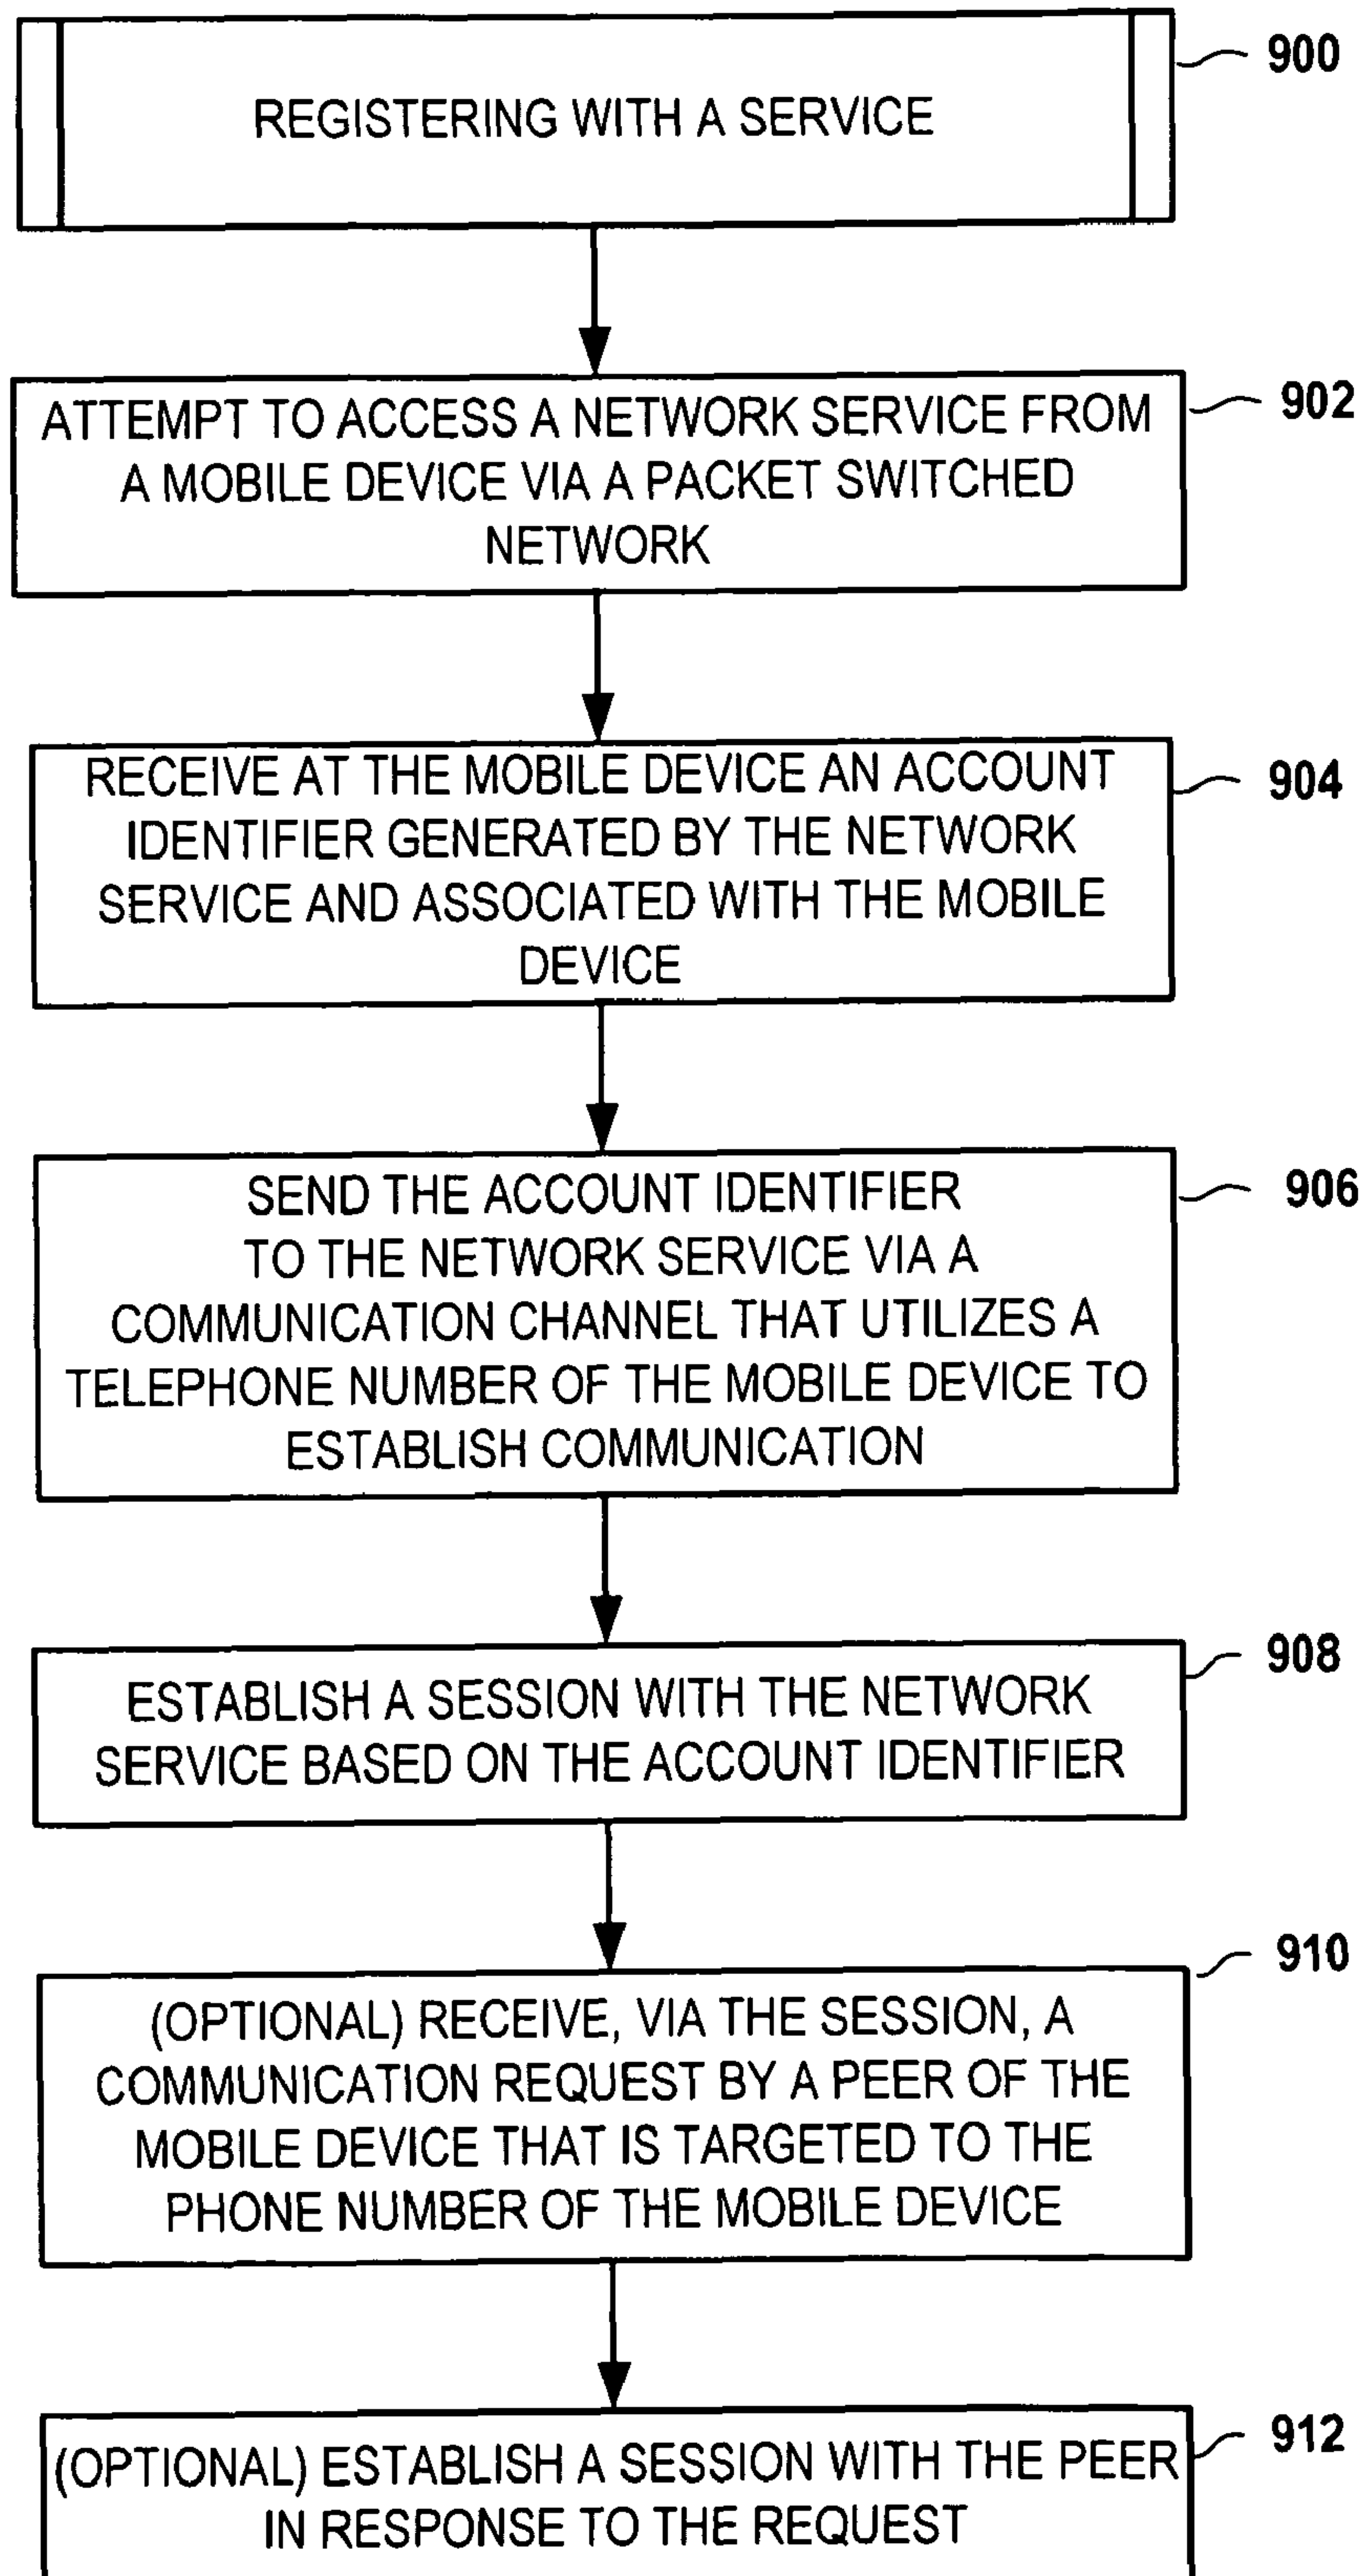 REGISTERING WITH A SERVICE
900
ATTEMPT TO ACCESS A NETWORK SERVICE FROM
A MOBILE DEVICE VIA A PACKET SWITCHED
NETWORK
902
RECEIVE AT THE MOBILE DEVICE AN ACCOUNT
IDENTIFIER GENERATED BY THE NETWORK
SERVICE AND ASSOCIATED WITH THE MOBILE
DEVICE
904
SEND THE ACCOUNT IDENTIFIER
TO THE NETWORK SERVICE VIA A
COMMUNICATION CHANNEL THAT UTILIZES A
TELEPHONE NUMBER OF THE MOBILE DEVICE TO
ESTABLISH COMMUNICATION
906
ESTABLISH A SESSION WITH THE NETWORK
SERVICE BASED ON THE ACCOUNT IDENTIFIER
908
(OPTIONAL) RECEIVE, VIA THE SESSION, A
COMMUNICATION REQUEST BY A PEER OF THE
MOBILE DEVICE THAT IS TARGETED TO THE
PHONE NUMBER OF THE MOBILE DEVICE
910
(OPTIONAL) ESTABLISH A SESSION WITH THE PEER
IN RESPONSE TO THE REQUEST
912